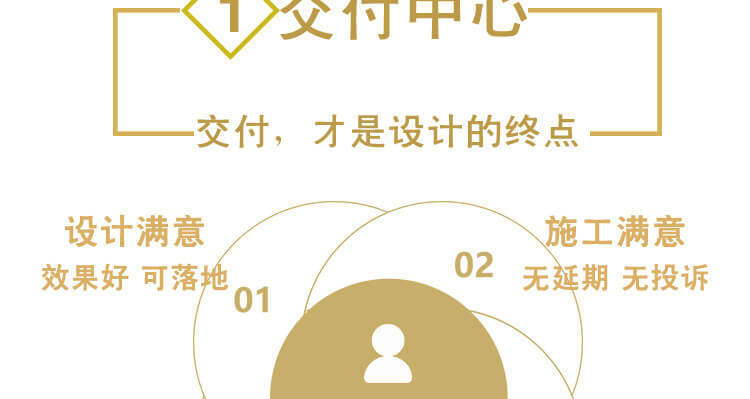 1 交付中心
交付，才是设计的终点
设计满意
效果好 可落地
01
施工满意
无延期 无投诉
02